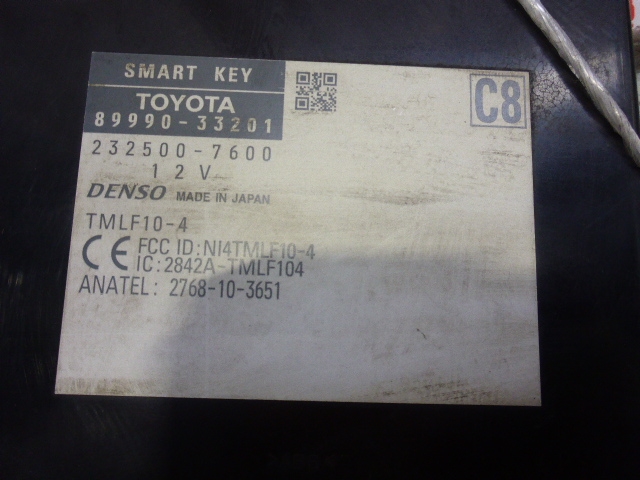 SMART KEY
TOYOTA
89990-33201
C8
232500-7600
12V
DENSO MADE IN JAPAN
TMLF10-4
CE FCC ID:NI4TMLF10-4
IC:2842A-TMLF104
ANATEL: 2768-10-3651